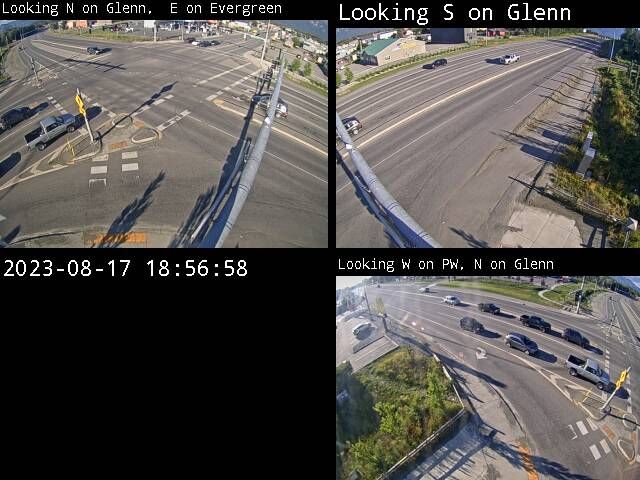 Looking N on Glenn, E on Evergreen
Looking S on Glenn
2023-08-17 18:56:58
Looking W on PW, N on Glenn